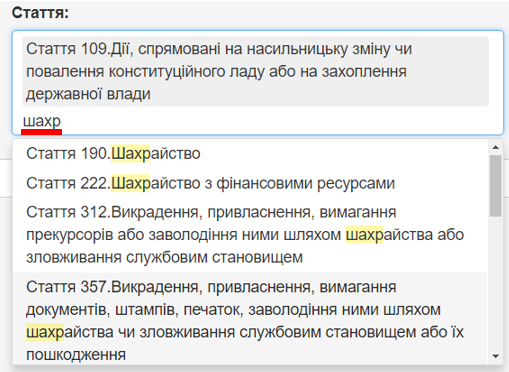 Стаття:
Стаття 109.Дії, спрямовані на насильницьку зміну чи
повалення конституційного ладу або на захоплення
державної влади
шахр
Стаття 190.Шахрайство
Стаття 222.Шахрайство з фінансовими ресурсами
Стаття 312.Викрадення, привласнення, вимагання
прекурсорів або заволодіння ними шляхом шахрайства або
зловживання службовим становищем
Стаття 357.Викрадення, привласнення, вимагання
документів, штампів, печаток, заволодіння ними шляхом
шахрайства чи зловживання службовим становищем або їх
пошкодження